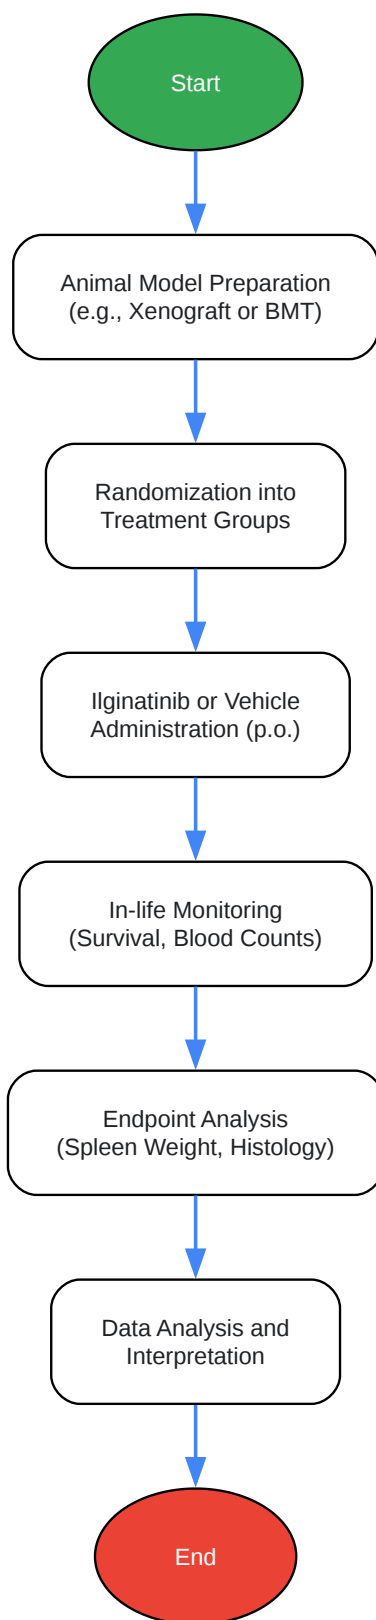 Start
Animal Model Preparation
(e.g., Xenograft or BMT)
Randomization into
Treatment Groups
Ilginatinib or Vehicle
Administration (p.o.)
In-life Monitoring
(Survival, Blood Counts)
Endpoint Analysis
(Spleen Weight, Histology)
Data Analysis and
Interpretation
End